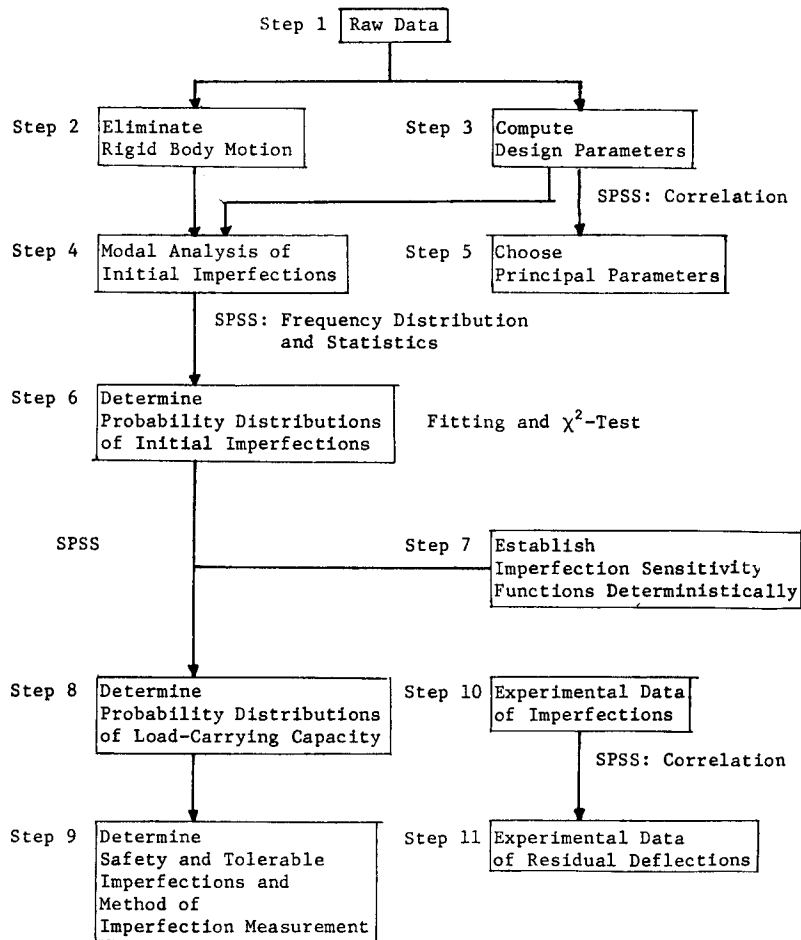 Step 1 Raw Data
Step 2 Eliminate
Rigid Body Motion
Step 3 Compute
Design Parameters
SPSS: Correlation
Step 4 Modal Analysis of
Initial Imperfections
Step 5 Choose
Principal Parameters
SPSS: Frequency Distribution
and Statistics
Step 6 Determine
Probability Distributions
of Initial Imperfections
Fitting and χ²-Test
SPSS
Step 7 Establish
Imperfection Sensitivity
Functions Deterministically
Step 8 Determine
Probability Distributions
of Load-Carrying Capacity
Step 10 Experimental Data
of Imperfections
SPSS: Correlation
Step 9 Determine
Safety and Tolerable
Imperfections and
Method of
Imperfection Measurement
Step 11 Experimental Data
of Residual Deflections